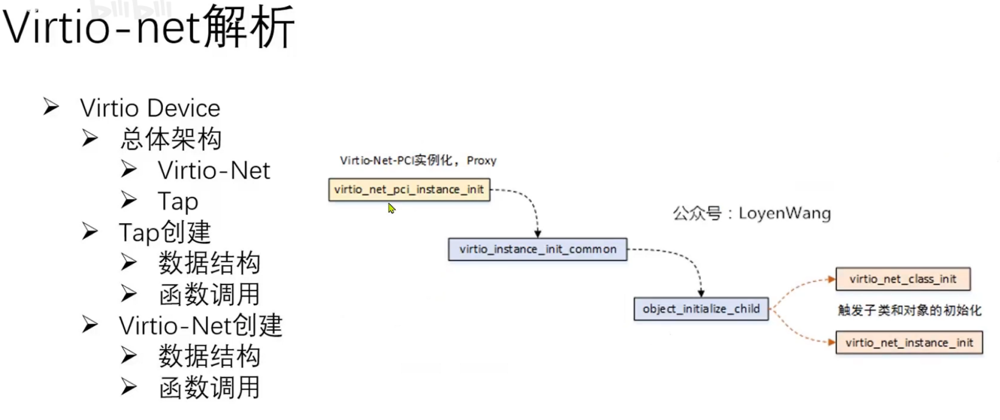 bilibili
Virtio-net解析
Virtio Device
总体架构
Virtio-Net
Tap
Tap创建
数据结构
函数调用
Virtio-Net创建
数据结构
函数调用
Virtio-Net-PCI实例化，Proxy
virtio_net_pci_instance_init
公众号：LoyenWang
virtio_instance_init_common
virtio_net_class_init
object_initialize_child
触发子类和对象的初始化
virtio_net_instance_init